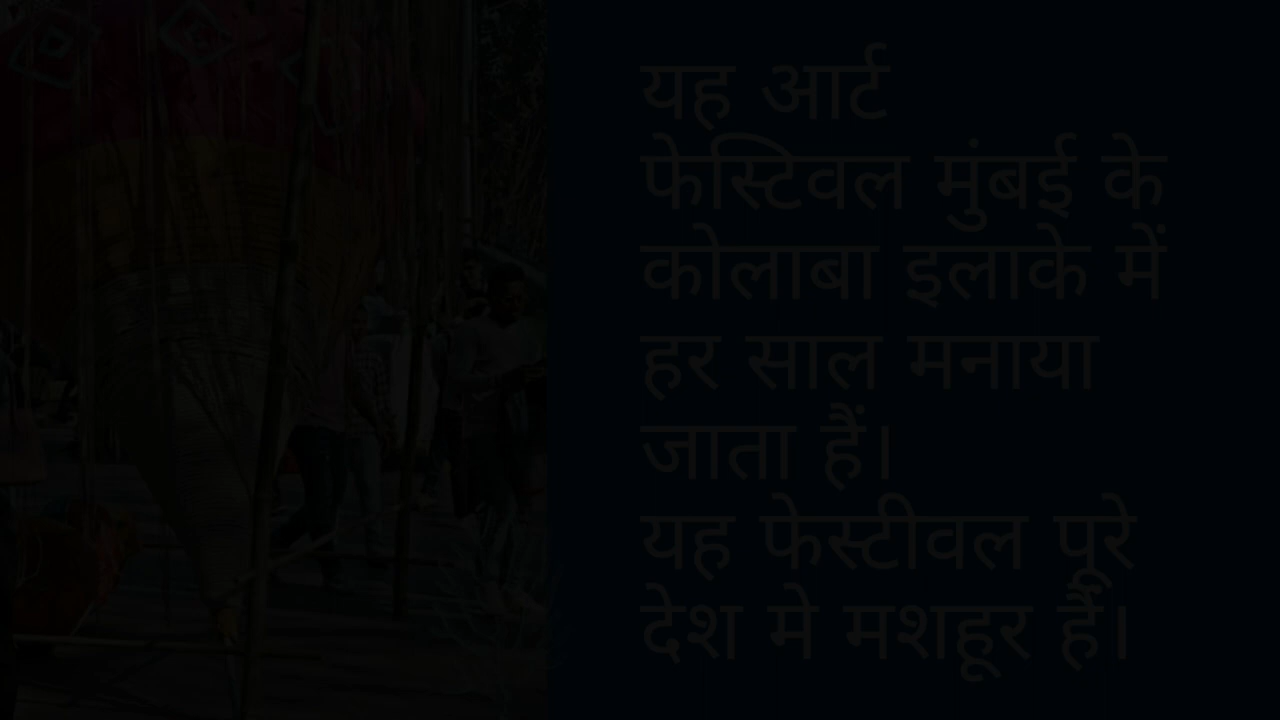 यह आर्ट
फेस्टिवल मुंबई के
कोलाबा इलाके में
हर साल मनाया
जाता हैं।
यह फेस्टीवल पूरे
देश मे मशहूर हैं।